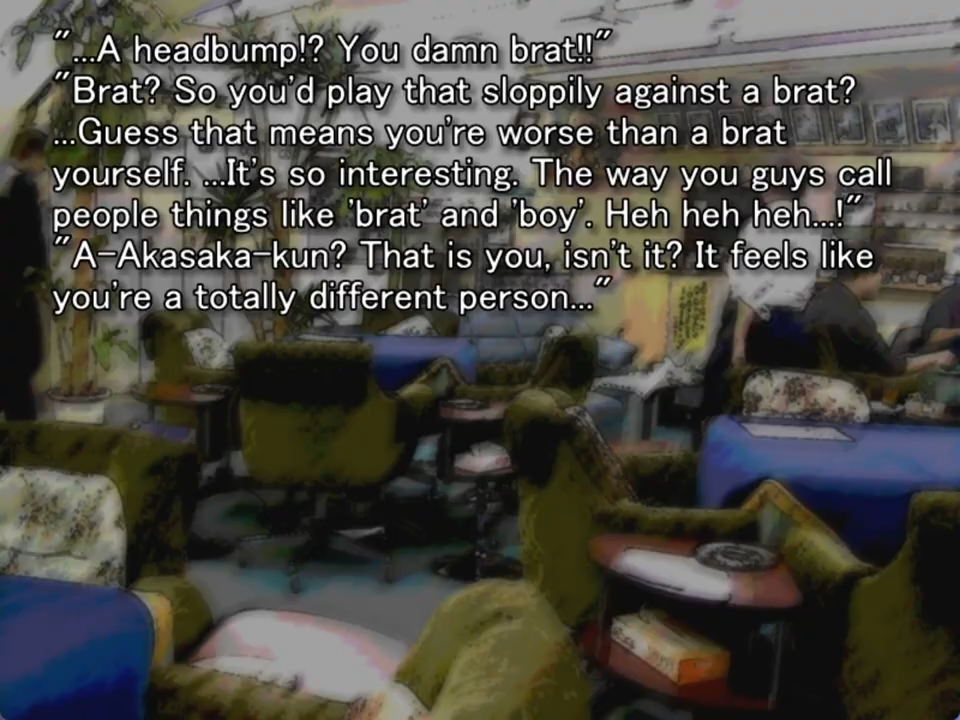 "...A headbump!? You damn brat!!"
"Brat? So you'd play that sloppily against a brat?
...Guess that means you're worse than a brat
yourself. ...It's so interesting. The way you guys call
people things like 'brat' and 'boy'. Heh heh heh...!"
"A-Akasaka-kun? That is you, isn't it? It feels like
you're a totally different person..."